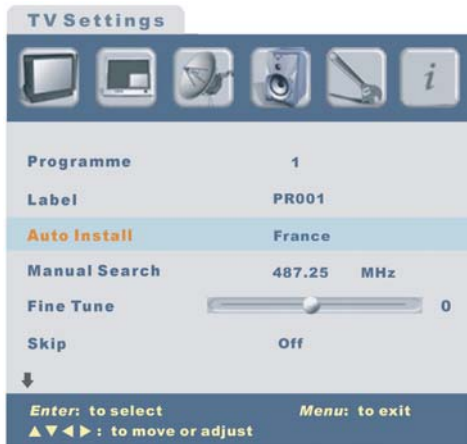 TV Settings
i
Programme 1
Label PR001
Auto Install France
Manual Search 487.25 MHz
Fine Tune 0
Skip Off
Enter: to select Menu: to exit
▲▼◀▶: to move or adjust